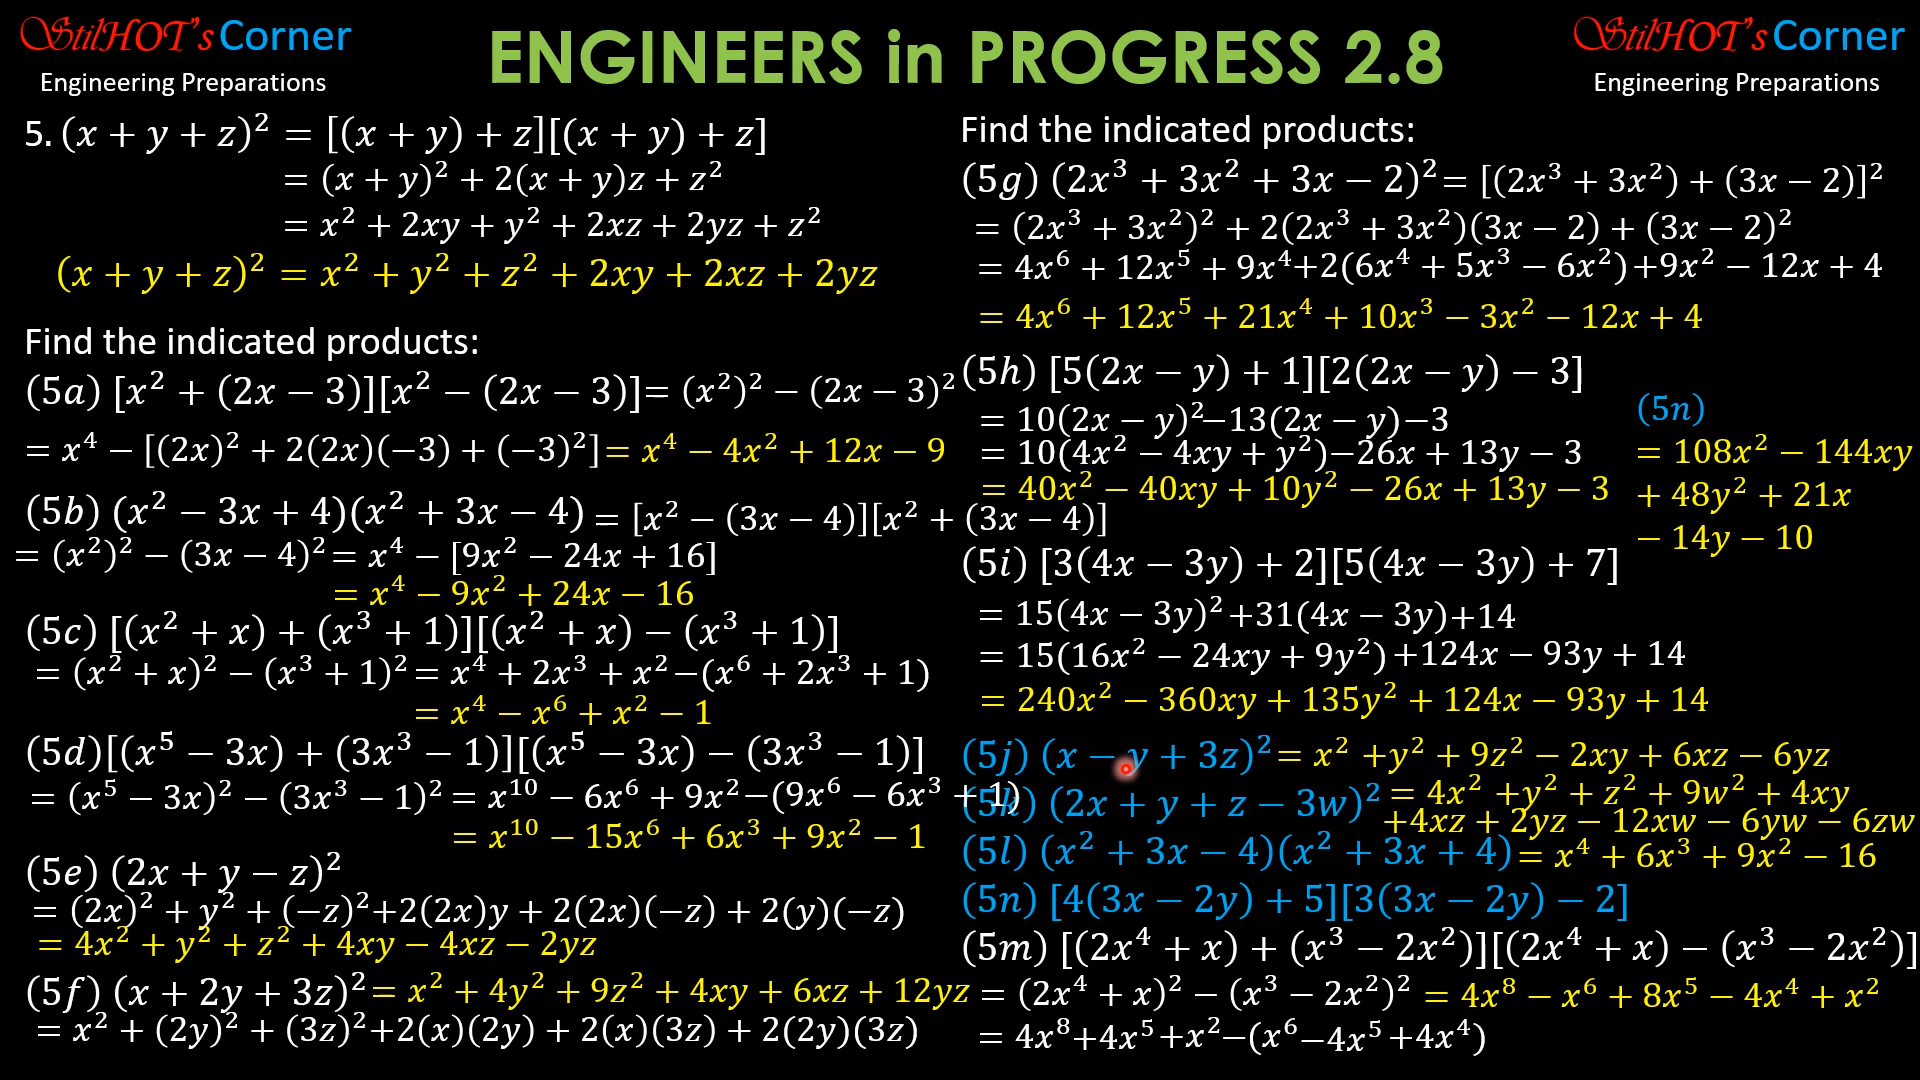 StilHOT's Corner
Engineering Preparations
ENGINEERS in PROGRESS 2.8
StilHOT's Corner
Engineering Preparations
5. (x + y + z)² = [(x + y) + z][(x + y) + z]
= (x + y)² + 2(x + y)z + z²
= x² + 2xy + y² + 2xz + 2yz + z²
(x + y + z)² = x² + y² + z² + 2xy + 2xz + 2yz
Find the indicated products:
(5a) [x² + (2x − 3)][x² − (2x − 3)] = (x²)² − (2x − 3)²
= x⁴ − [(2x)² + 2(2x)(−3) + (−3)²] = x⁴ − 4x² + 12x − 9
(5b) (x² − 3x + 4)(x² + 3x − 4) = [x² − (3x − 4)][x² + (3x − 4)]
= (x²)² − (3x − 4)² = x⁴ − [9x² − 24x + 16]
= x⁴ − 9x² + 24x − 16
(5c) [(x² + x) + (x³ + 1)][(x² + x) − (x³ + 1)]
= (x² + x)² − (x³ + 1)² = x⁴ + 2x³ + x² −(x⁶ + 2x³ + 1)
= x⁴ − x⁶ + x² − 1
(5d)[(x⁵ − 3x) + (3x³ − 1)][(x⁵ − 3x) − (3x³ − 1)]
= (x⁵ − 3x)² − (3x³ − 1)² = x¹⁰ − 6x⁶ + 9x² −(9x⁶ − 6x³ + 1)
= x¹⁰ − 15x⁶ + 6x³ + 9x² − 1
(5e) (2x + y − z)²
= (2x)² + y² + (−z)² +2(2x)y + 2(2x)(−z) + 2(y)(−z)
= 4x² + y² + z² + 4xy − 4xz − 2yz
(5f) (x + 2y + 3z)² = x² + 4y² + 9z² + 4xy + 6xz + 12yz
= x² + (2y)² + (3z)² +2(x)(2y) + 2(x)(3z) + 2(2y)(3z)
Find the indicated products:
(5g) (2x³ + 3x² + 3x − 2)² = [(2x³ + 3x²) + (3x − 2)]²
= (2x³ + 3x²)² + 2(2x³ + 3x²)(3x − 2) + (3x − 2)²
= 4x⁶ + 12x⁵ + 9x⁴ +2(6x⁴ + 5x³ − 6x²) +9x² − 12x + 4
= 4x⁶ + 12x⁵ + 21x⁴ + 10x³ − 3x² − 12x + 4
(5h) [5(2x − y) + 1][2(2x − y) − 3]
= 10(2x − y)² −13(2x − y) −3
= 10(4x² − 4xy + y²) −26x + 13y − 3
= 40x² − 40xy + 10y² − 26x + 13y − 3
(5n)
= 108x² − 144xy
+ 48y² + 21x
− 14y − 10
(5i) [3(4x − 3y) + 2][5(4x − 3y) + 7]
= 15(4x − 3y)² +31(4x − 3y) +14
= 15(16x² − 24xy + 9y²) +124x − 93y + 14
= 240x² − 360xy + 135y² + 124x − 93y + 14
(5j) (x − y + 3z)² = x² +y² + 9z² − 2xy + 6xz − 6yz
(5k) (2x + y + z − 3w)² = 4x² +y² + z² + 9w² + 4xy
+4xz + 2yz − 12xw − 6yw − 6zw
(5l) (x² + 3x − 4)(x² + 3x + 4) = x⁴ + 6x³ + 9x² − 16
(5n) [4(3x − 2y) + 5][3(3x − 2y) − 2]
(5m) [(2x⁴ + x) + (x³ − 2x²)][(2x⁴ + x) − (x³ − 2x²)]
= (2x⁴ + x)² − (x³ − 2x²)² = 4x⁸ − x⁶ + 8x⁵ − 4x⁴ + x²
= 4x⁸ +4x⁵ +x² −(x⁶ −4x⁵ +4x⁴)